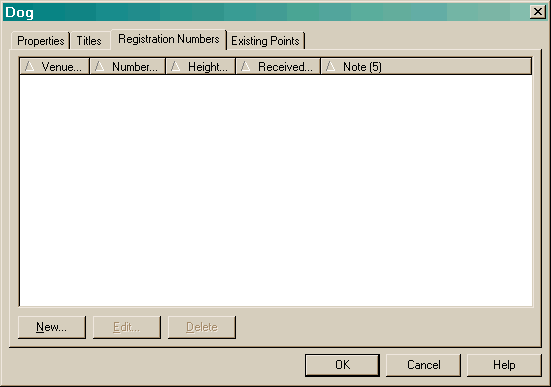 Dog
Properties Titles Registration Numbers Existing Points
Venue... Number... Height... Received... Note (5)
New... Edit... Delete
OK Cancel Help